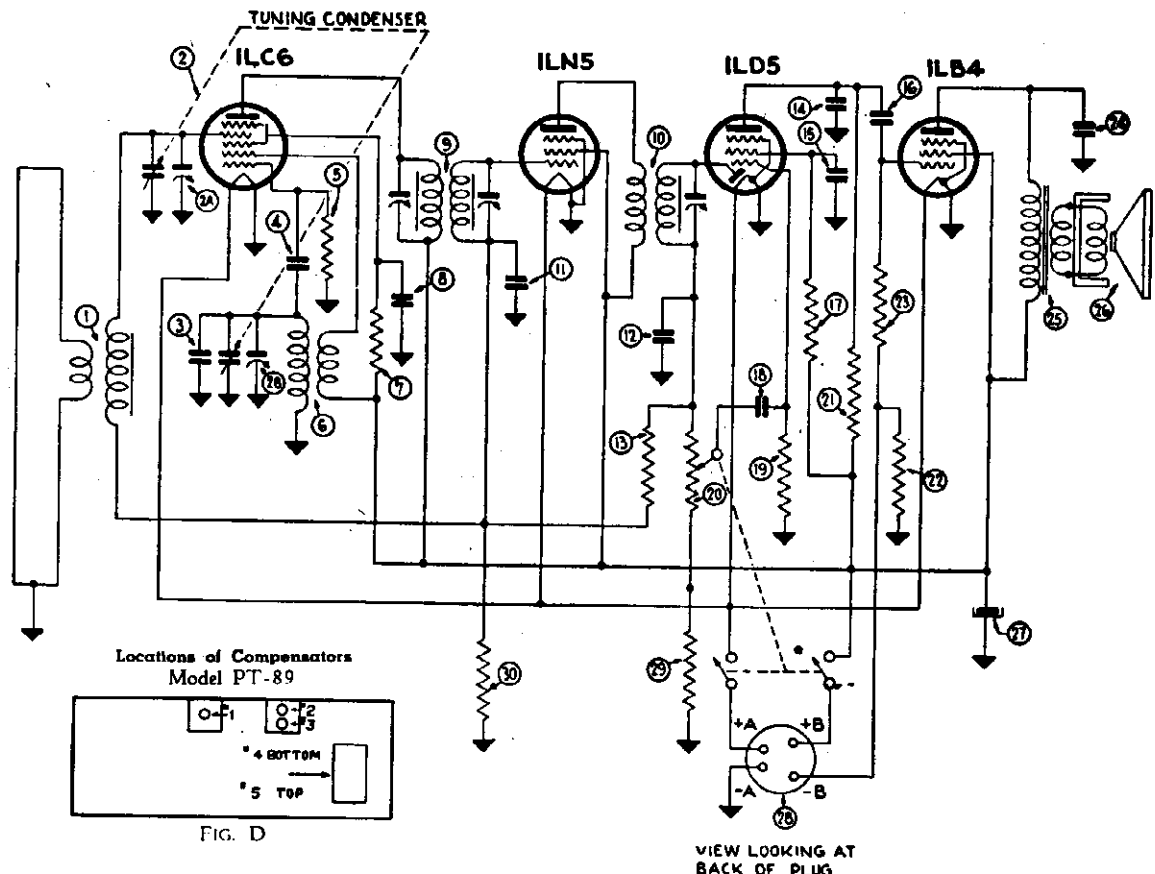 TUNING CONDENSER
1LC6
1LN5
1LD5
1LB4
2
16
14
24
9
10
5
15
2A
4
8
11
1
3
17
23
25
26
12
2B
7
18
6
21
13
19
22
20
27
30
29
Locations of Compensators
Model PT-89
#1
#2
#3
#4 BOTTOM
#5 TOP
FIG. D
+A
+B
-A
-B
28
VIEW LOOKING AT
BACK OF PLUG